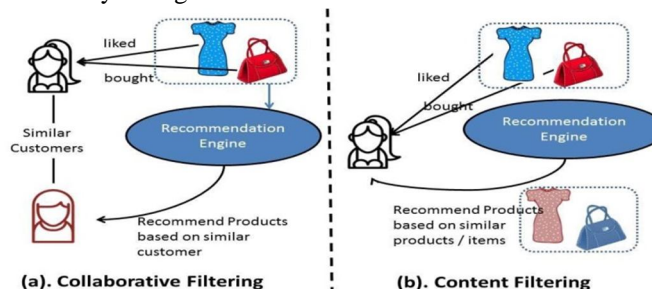 liked
bought
Recommendation
Engine
Similar
Customers
Recommend Products
based on similar
customer
(a). Collaborative Filtering
liked
bought
Recommendation
Engine
Recommend Products
based on similar
products / items
(b). Content Filtering